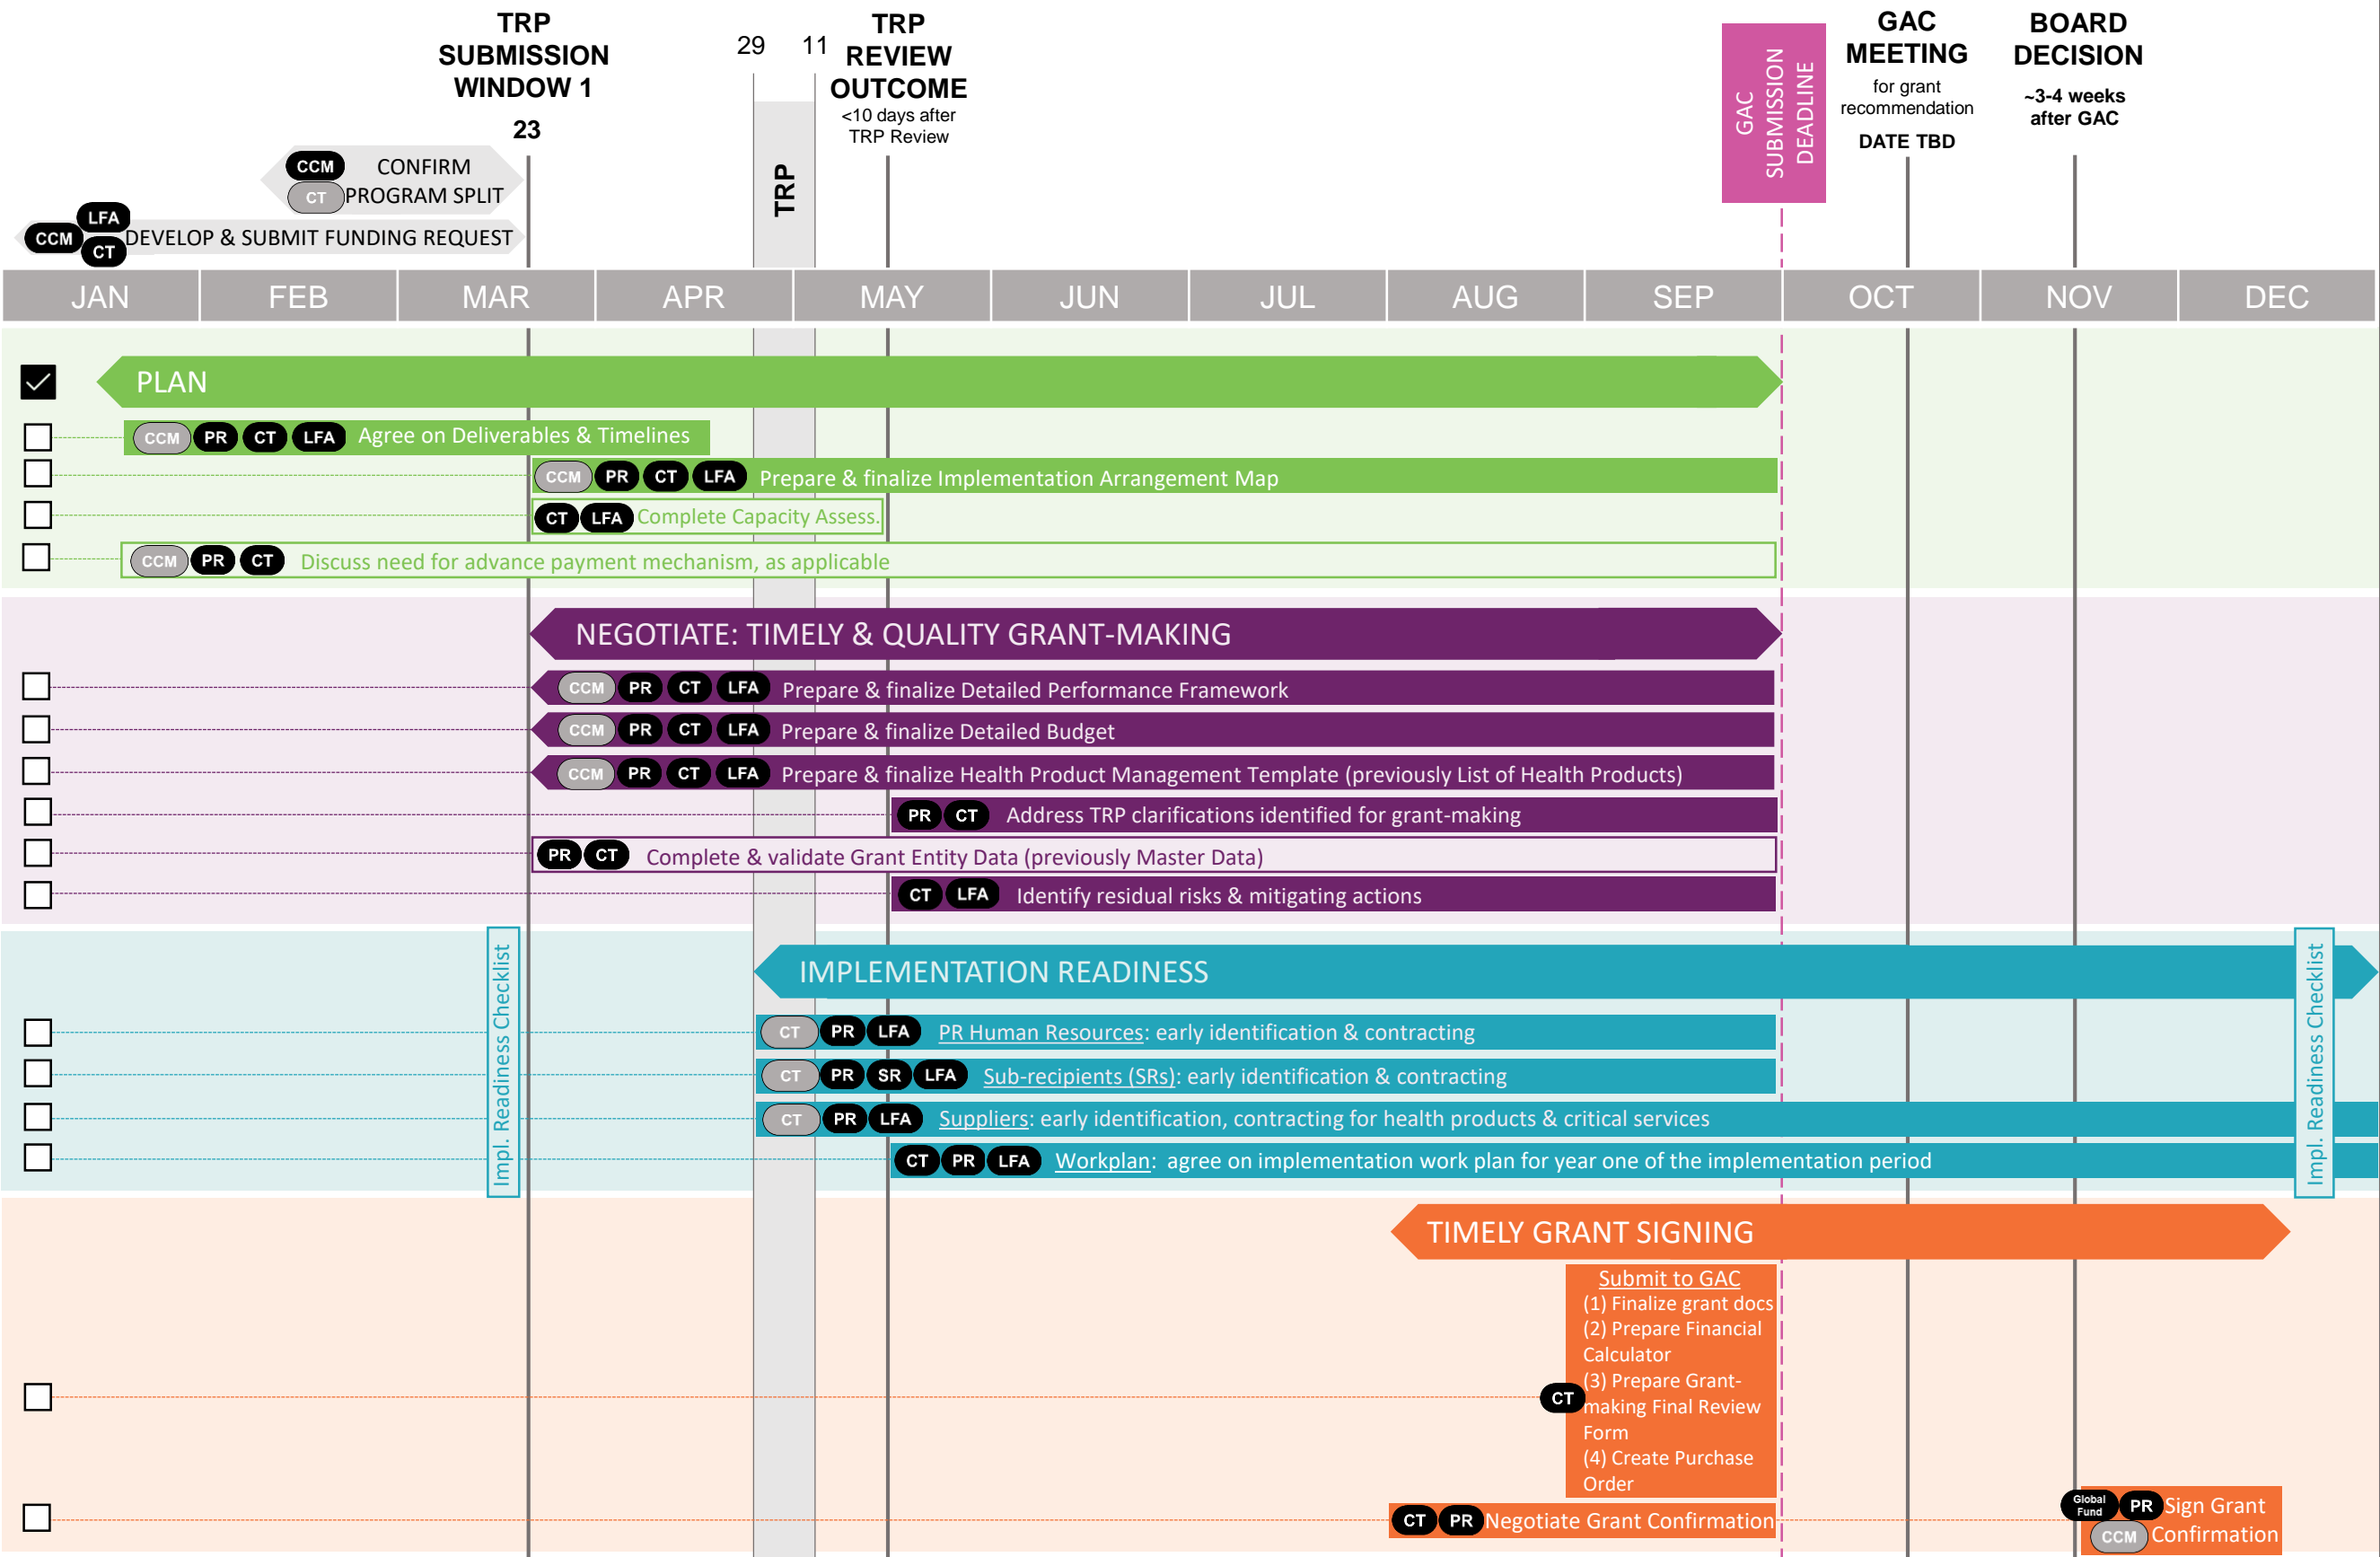 TRP
SUBMISSION
WINDOW 1
23
29
11
TRP
REVIEW
OUTCOME
<10 days after
TRP Review
GAC
SUBMISSION
DEADLINE
GAC
MEETING
for grant
recommendation
DATE TBD
BOARD
DECISION
~3-4 weeks
after GAC
TRP
CCM CONFIRM
CT PROGRAM SPLIT
LFA
CCM DEVELOP & SUBMIT FUNDING REQUEST
CT
JAN FEB MAR APR MAY JUN JUL AUG SEP OCT NOV DEC
PLAN
CCM PR CT LFA Agree on Deliverables & Timelines
CCM PR CT LFA Prepare & finalize Implementation Arrangement Map
CT LFA Complete Capacity Assess.
CCM PR CT Discuss need for advance payment mechanism, as applicable
NEGOTIATE: TIMELY & QUALITY GRANT-MAKING
CCM PR CT LFA Prepare & finalize Detailed Performance Framework
CCM PR CT LFA Prepare & finalize Detailed Budget
CCM PR CT LFA Prepare & finalize Health Product Management Template (previously List of Health Products)
PR CT Address TRP clarifications identified for grant-making
PR CT Complete & validate Grant Entity Data (previously Master Data)
CT LFA Identify residual risks & mitigating actions
Impl. Readiness Checklist
IMPLEMENTATION READINESS
CT PR LFA PR Human Resources: early identification & contracting
CT PR SR LFA Sub-recipients (SRs): early identification & contracting
CT PR LFA Suppliers: early identification, contracting for health products & critical services
CT PR LFA Workplan: agree on implementation work plan for year one of the implementation period
Impl. Readiness Checklist
TIMELY GRANT SIGNING
Submit to GAC
(1) Finalize grant docs
(2) Prepare Financial
Calculator
(3) Prepare Grant-
CT making Final Review
Form
(4) Create Purchase
Order
CT PR Negotiate Grant Confirmation
Global Fund PR Sign Grant
CCM Confirmation